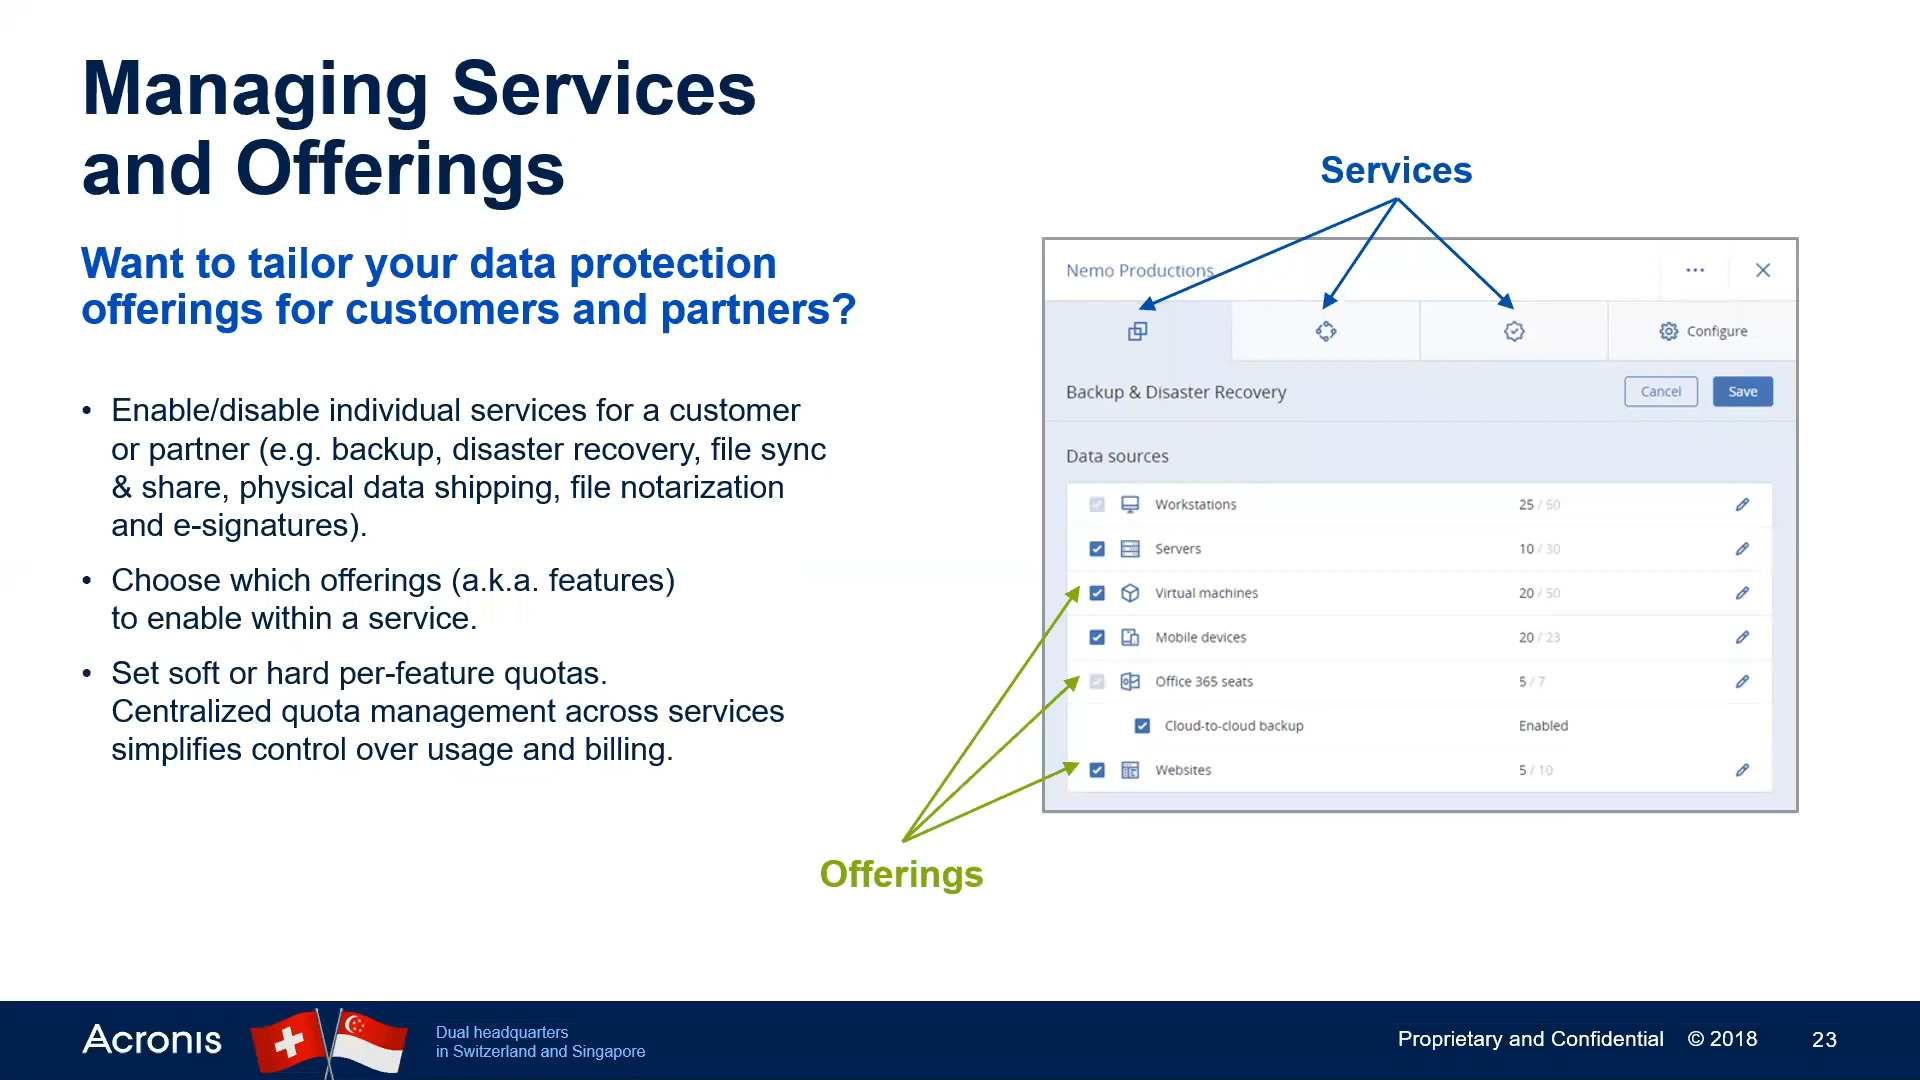 Managing Services
and Offerings
Want to tailor your data protection
offerings for customers and partners?
• Enable/disable individual services for a customer
or partner (e.g. backup, disaster recovery, file sync
& share, physical data shipping, file notarization
and e-signatures).
• Choose which offerings (a.k.a. features)
to enable within a service.
• Set soft or hard per-feature quotas.
Centralized quota management across services
simplifies control over usage and billing.
Services
Nemo Productions
Configure
Backup & Disaster Recovery Cancel Save
Data sources
Workstations 25 / 50
Servers 10 / 30
Virtual machines 20 / 50
Mobile devices 20 / 23
Office 365 seats 5 / 7
Cloud-to-cloud backup Enabled
Websites 5 / 10
Offerings
Acronis
Dual headquarters
in Switzerland and Singapore
Proprietary and Confidential © 2018 23